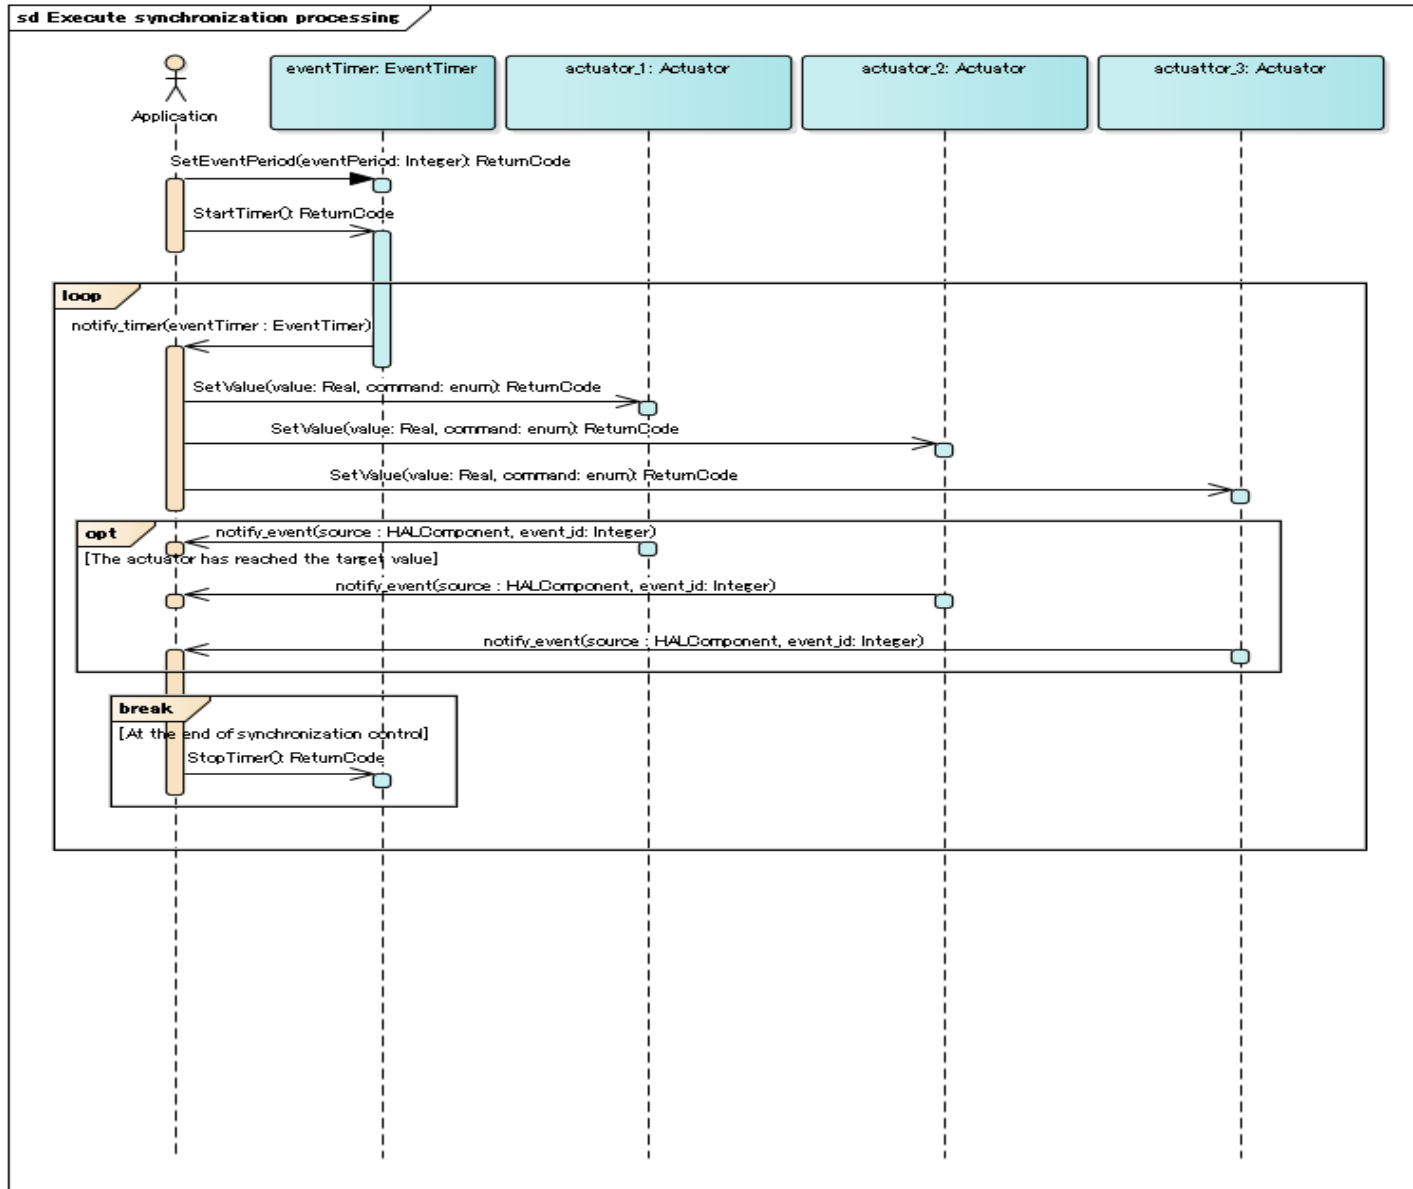 sd Execute synchronization processing
eventTimer: EventTimer
actuator_1: Actuator
actuator_2: Actuator
actuattor_3: Actuator
Application
SetEventPeriod(eventPeriod: Integer): ReturnCode
StartTimer(): ReturnCode
loop
notify_timer(eventTimer : EventTimer)
SetValue(value: Real, command: enum): ReturnCode
SetValue(value: Real, command: enum): ReturnCode
SetValue(value: Real, command: enum): ReturnCode
opt
notify_event(source : HALComponent, event_id: Integer)
[The actuator has reached the target value]
notify_event(source : HALComponent, event_id: Integer)
notify_event(source : HALComponent, event_id: Integer)
break
[At the end of synchronization control]
StopTimer(): ReturnCode